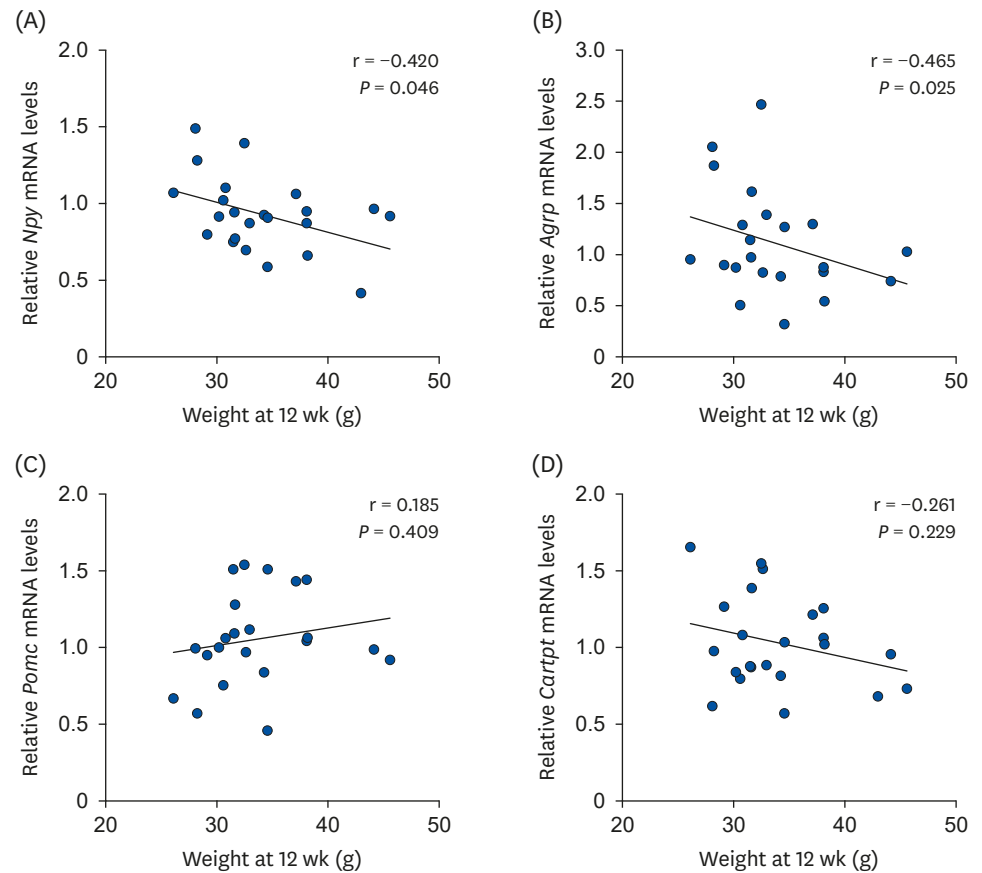 (A)
Relative Npy mRNA levels
2.0
1.5
1.0
0.5
0
20 30 40 50
Weight at 12 wk (g)
r = −0.420
P = 0.046
(B)
Relative Agrp mRNA levels
3.0
2.5
2.0
1.5
1.0
0.5
0
20 30 40 50
Weight at 12 wk (g)
r = −0.465
P = 0.025
(C)
Relative Pomc mRNA levels
2.0
1.5
1.0
0.5
0
20 30 40 50
Weight at 12 wk (g)
r = 0.185
P = 0.409
(D)
Relative Cartpt mRNA levels
2.0
1.5
1.0
0.5
0
20 30 40 50
Weight at 12 wk (g)
r = −0.261
P = 0.229